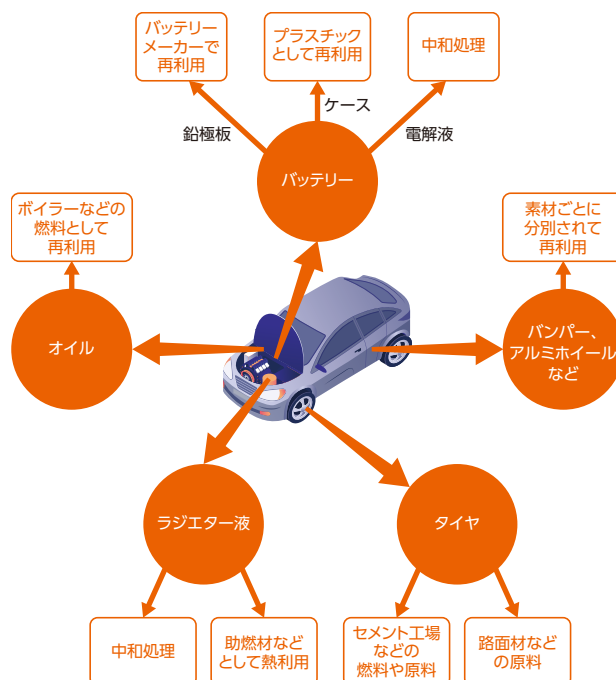 バッテリー
メーカーで
再利用
プラスチック
として再利用
中和処理
鉛極板
ケース
電解液
バッテリー
ボイラーなどの
燃料として
再利用
オイル
素材ごとに
分別されて
再利用
バンパー、
アルミホイール
など
ラジエター液
中和処理
助燃材など
として熱利用
タイヤ
セメント工場
などの
燃料や原料
路面材など
の原料